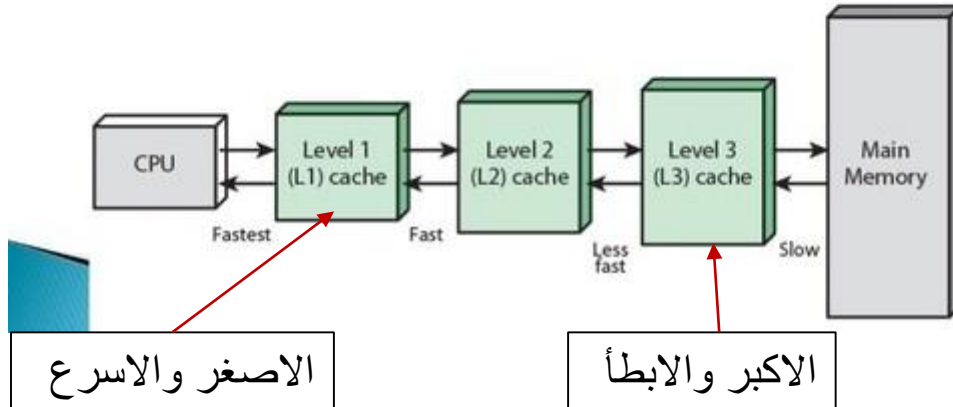 CPU
Level 1
(L1) cache
Level 2
(L2) cache
Level 3
(L3) cache
Main
Memory
Fastest
Fast
Less
fast
Slow
الاصغر والاسرع
الاكبر والابطأ